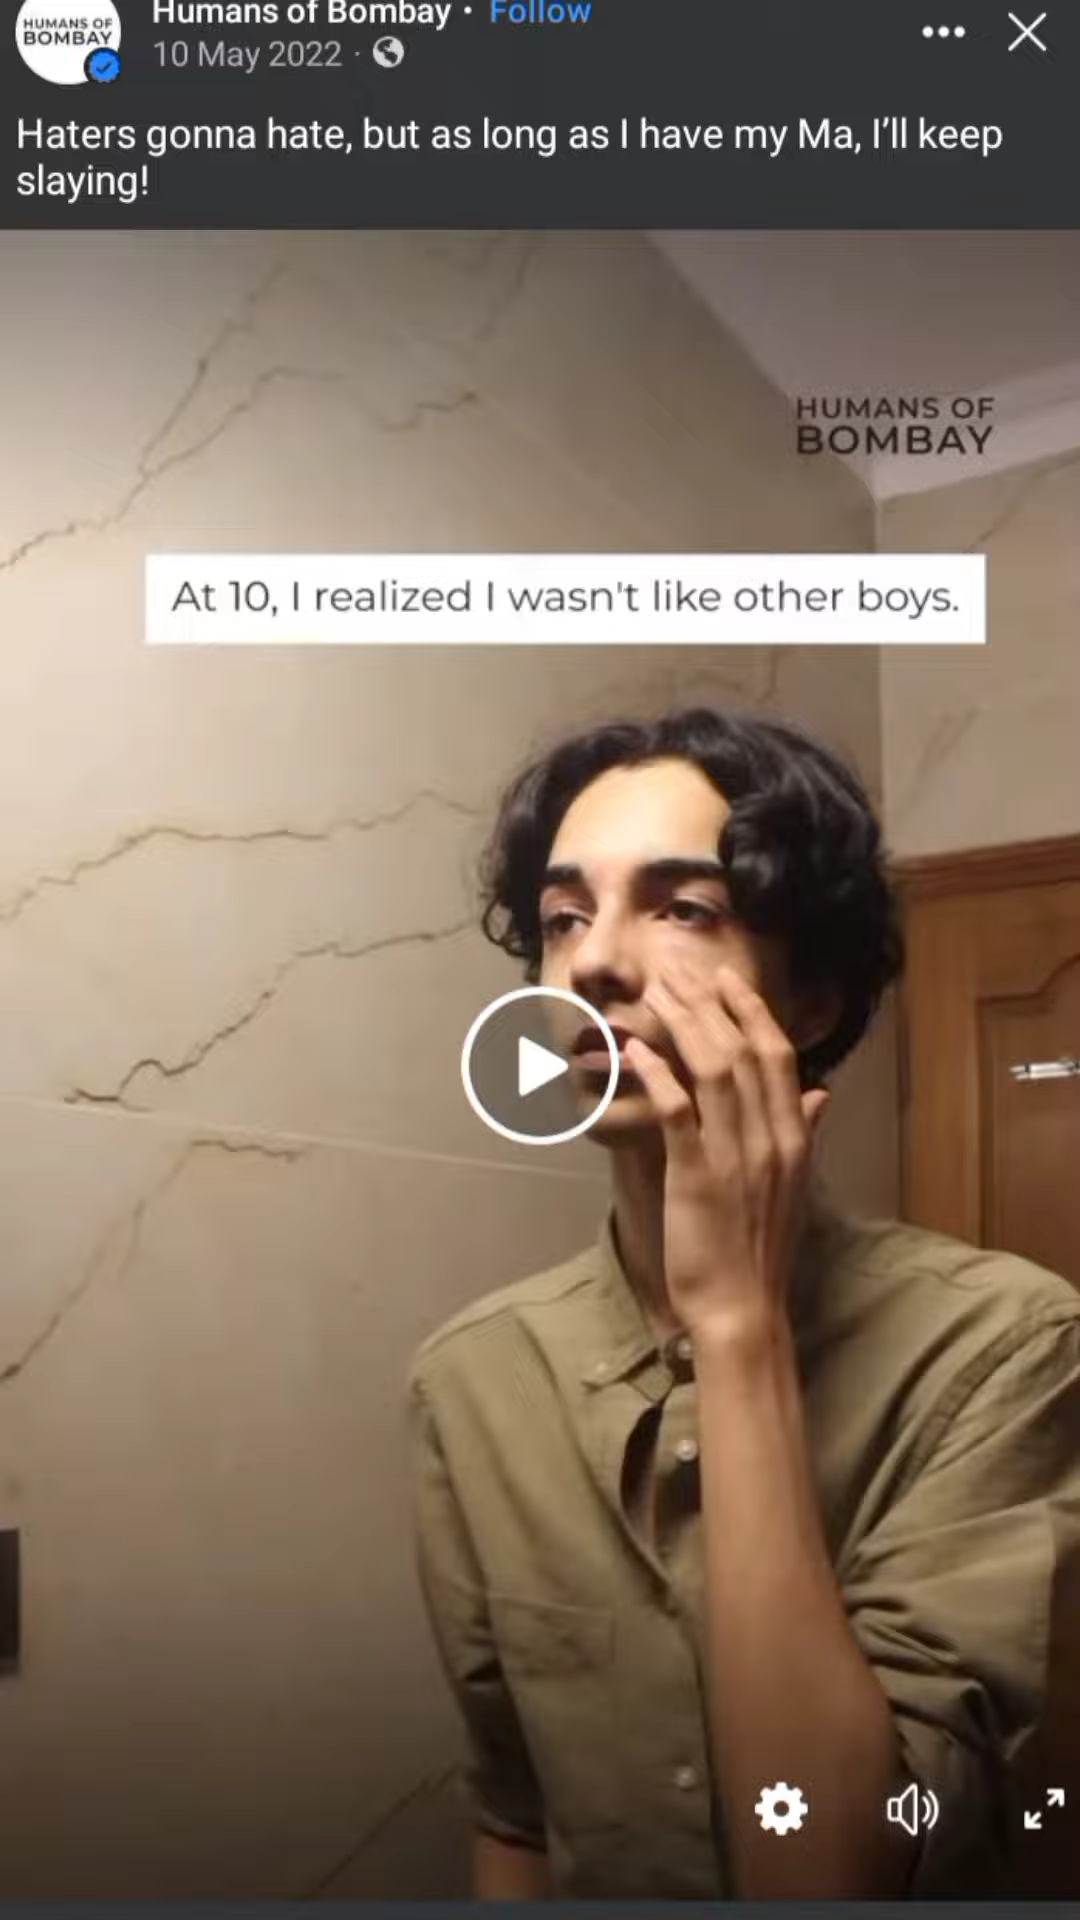 HUMANS OF
BOMBAY
Humans of Bombay · Follow
10 May 2022 ·
Haters gonna hate, but as long as I have my Ma, I’ll keep
slaying!
HUMANS OF
BOMBAY
At 10, I realized I wasn't like other boys.